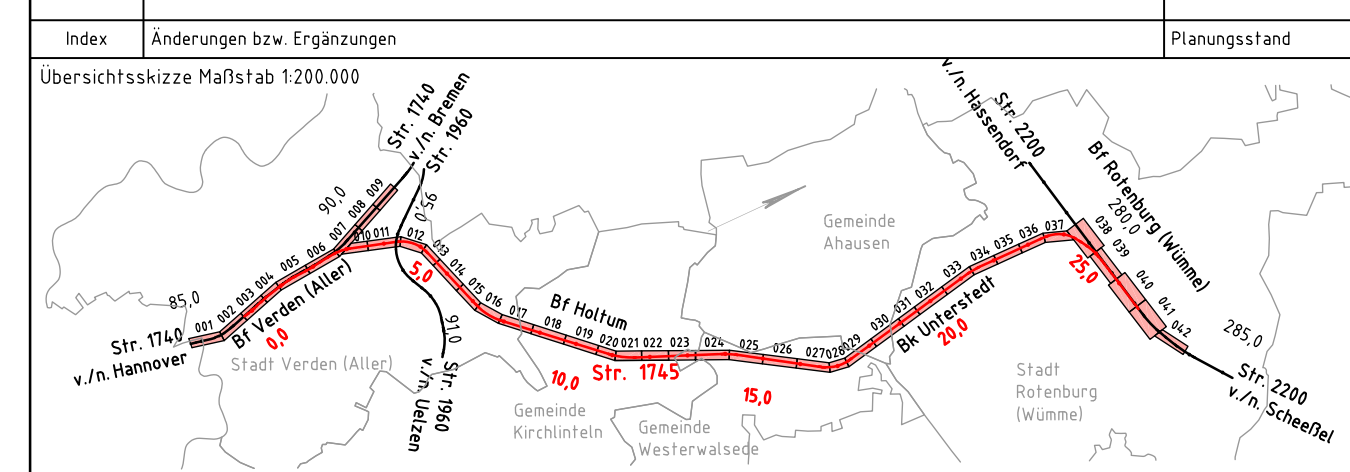 Index
Änderungen bzw. Ergänzungen
Planungsstand
Übersichtsskizze Maßstab 1:200.000
Str. 1740
v./n. Bremen
Str. 1960
v./n. Hassendorf
Str. 2200
Bf Rotenburg (Wümme)
90,0
95,0
280,0
Gemeinde
Ahausen
85,0
Str. 1740
v./n. Hannover
001
002
003
004
005
006
007
008
009
010
011
012
013
014
015
016
017
018
019
020
021
022
023
024
025
026
027
028
029
030
031
032
033
034
035
036
037
038
039
040
041
042
Bf Verden (Aller)
0,0
5,0
Stadt Verden (Aller)
91,0
Str. 1960
v./n. Uelzen
Bf Holtum
10,0
Str. 1745
15,0
Bk Unterstedt
20,0
25,0
285,0
Gemeinde
Kirchlinteln
Gemeinde
Westerwalsede
Stadt
Rotenburg
(Wümme)
Str. 2200
v./n. Scheeßel